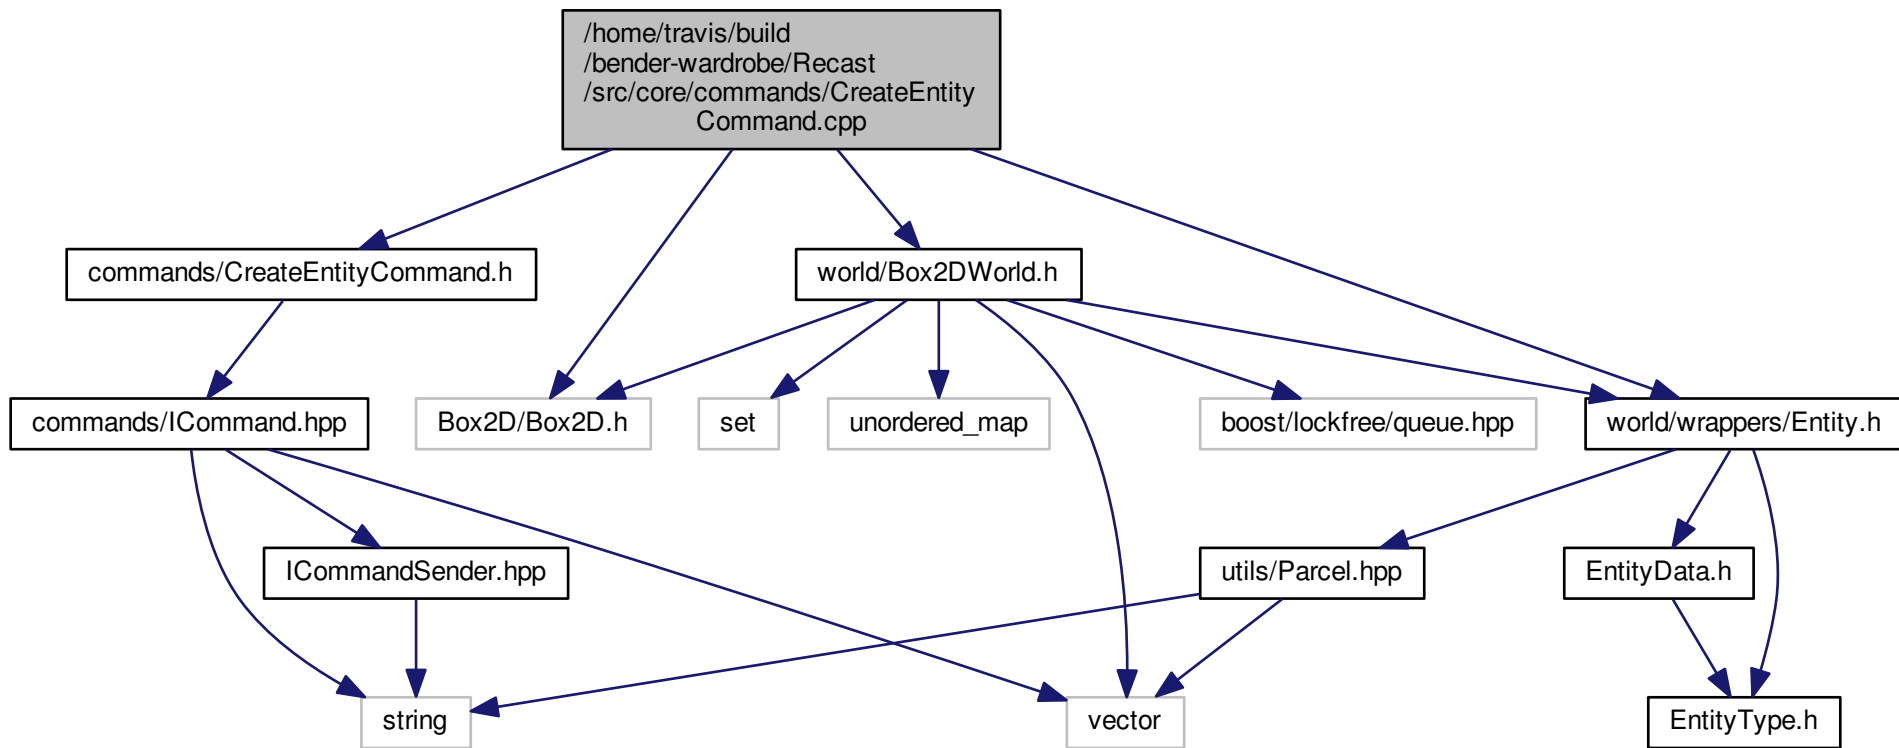 /home/travis/build
/bender-wardrobe/Recast
/src/core/commands/CreateEntity
Command.cpp
commands/CreateEntityCommand.h
world/Box2DWorld.h
commands/ICommand.hpp
Box2D/Box2D.h
set
unordered_map
boost/lockfree/queue.hpp
world/wrappers/Entity.h
ICommandSender.hpp
utils/Parcel.hpp
EntityData.h
string
vector
EntityType.h